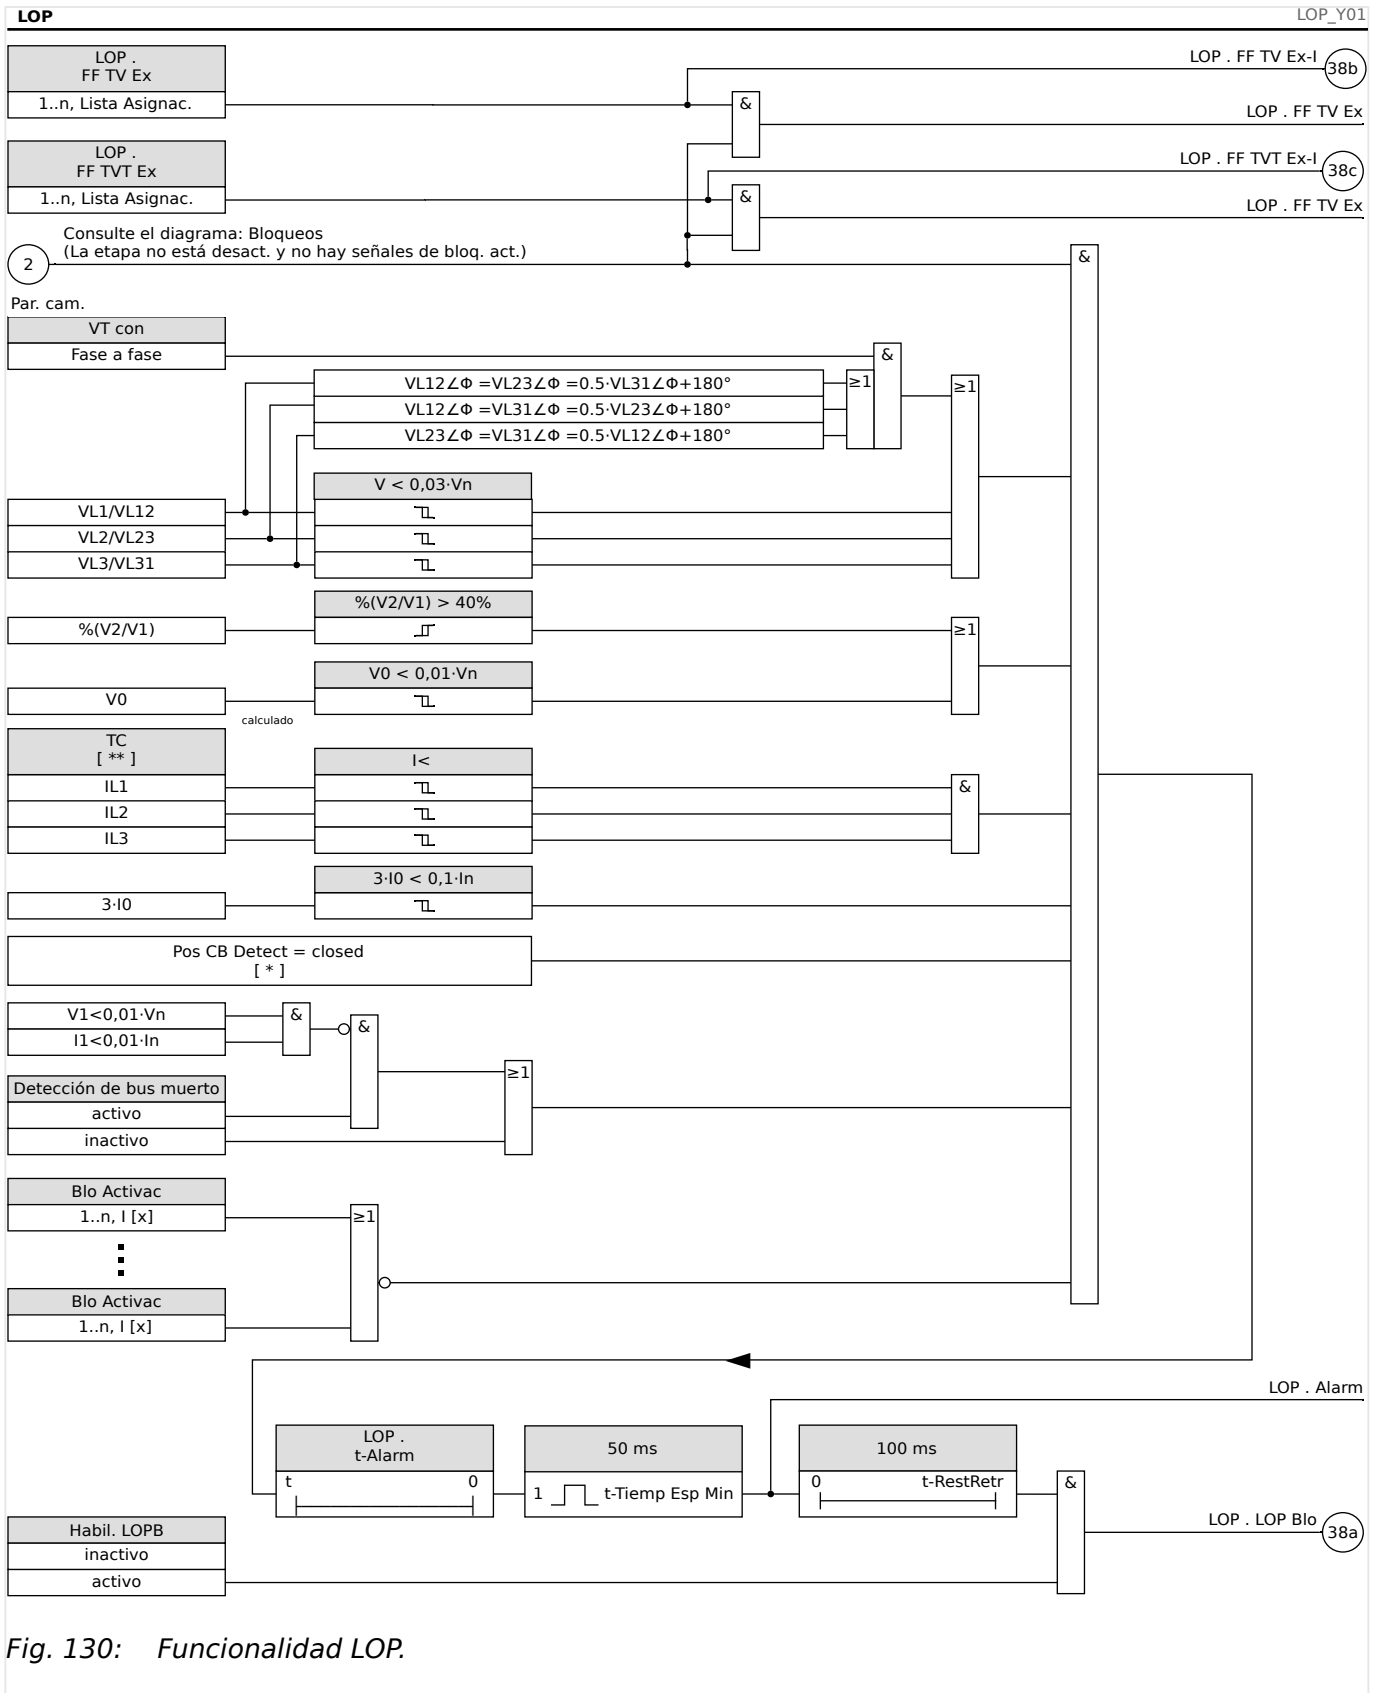 LOP
LOP_Y01
LOP .
FF TV Ex
1..n, Lista Asignac.
LOP . FF TV Ex-I
38b
&
LOP . FF TV Ex
LOP .
FF TVT Ex
1..n, Lista Asignac.
LOP . FF TVT Ex-I
38c
&
LOP . FF TV Ex
Consulte el diagrama: Bloqueos
(La etapa no está desact. y no hay señales de bloq. act.)
2
&
Par. cam.
VT con
Fase a fase
&
VL12∠Φ =VL23∠Φ =0.5·VL31∠Φ+180°
≥1
≥1
VL12∠Φ =VL31∠Φ =0.5·VL23∠Φ+180°
VL23∠Φ =VL31∠Φ =0.5·VL12∠Φ+180°
V < 0,03·Vn
VL1/VL12
VL2/VL23
VL3/VL31
%(V2/V1) > 40%
%(V2/V1)
≥1
V0 < 0,01·Vn
V0
calculado
TC
[ ** ]
I<
IL1
&
IL2
IL3
3·I0 < 0,1·In
3·I0
Pos CB Detect = closed
[ * ]
V1<0,01·Vn
&
&
I1<0,01·In
≥1
Detección de bus muerto
activo
inactivo
Blo Activac
1..n, I [x]
≥1
Blo Activac
1..n, I [x]
LOP . Alarm
LOP .
t-Alarm
50 ms
100 ms
t 0
1 t-Tiemp Esp Min
0 t-RestRetr
&
Habil. LOPB
inactivo
activo
LOP . LOP Blo
38a
Fig. 130: Funcionalidad LOP.